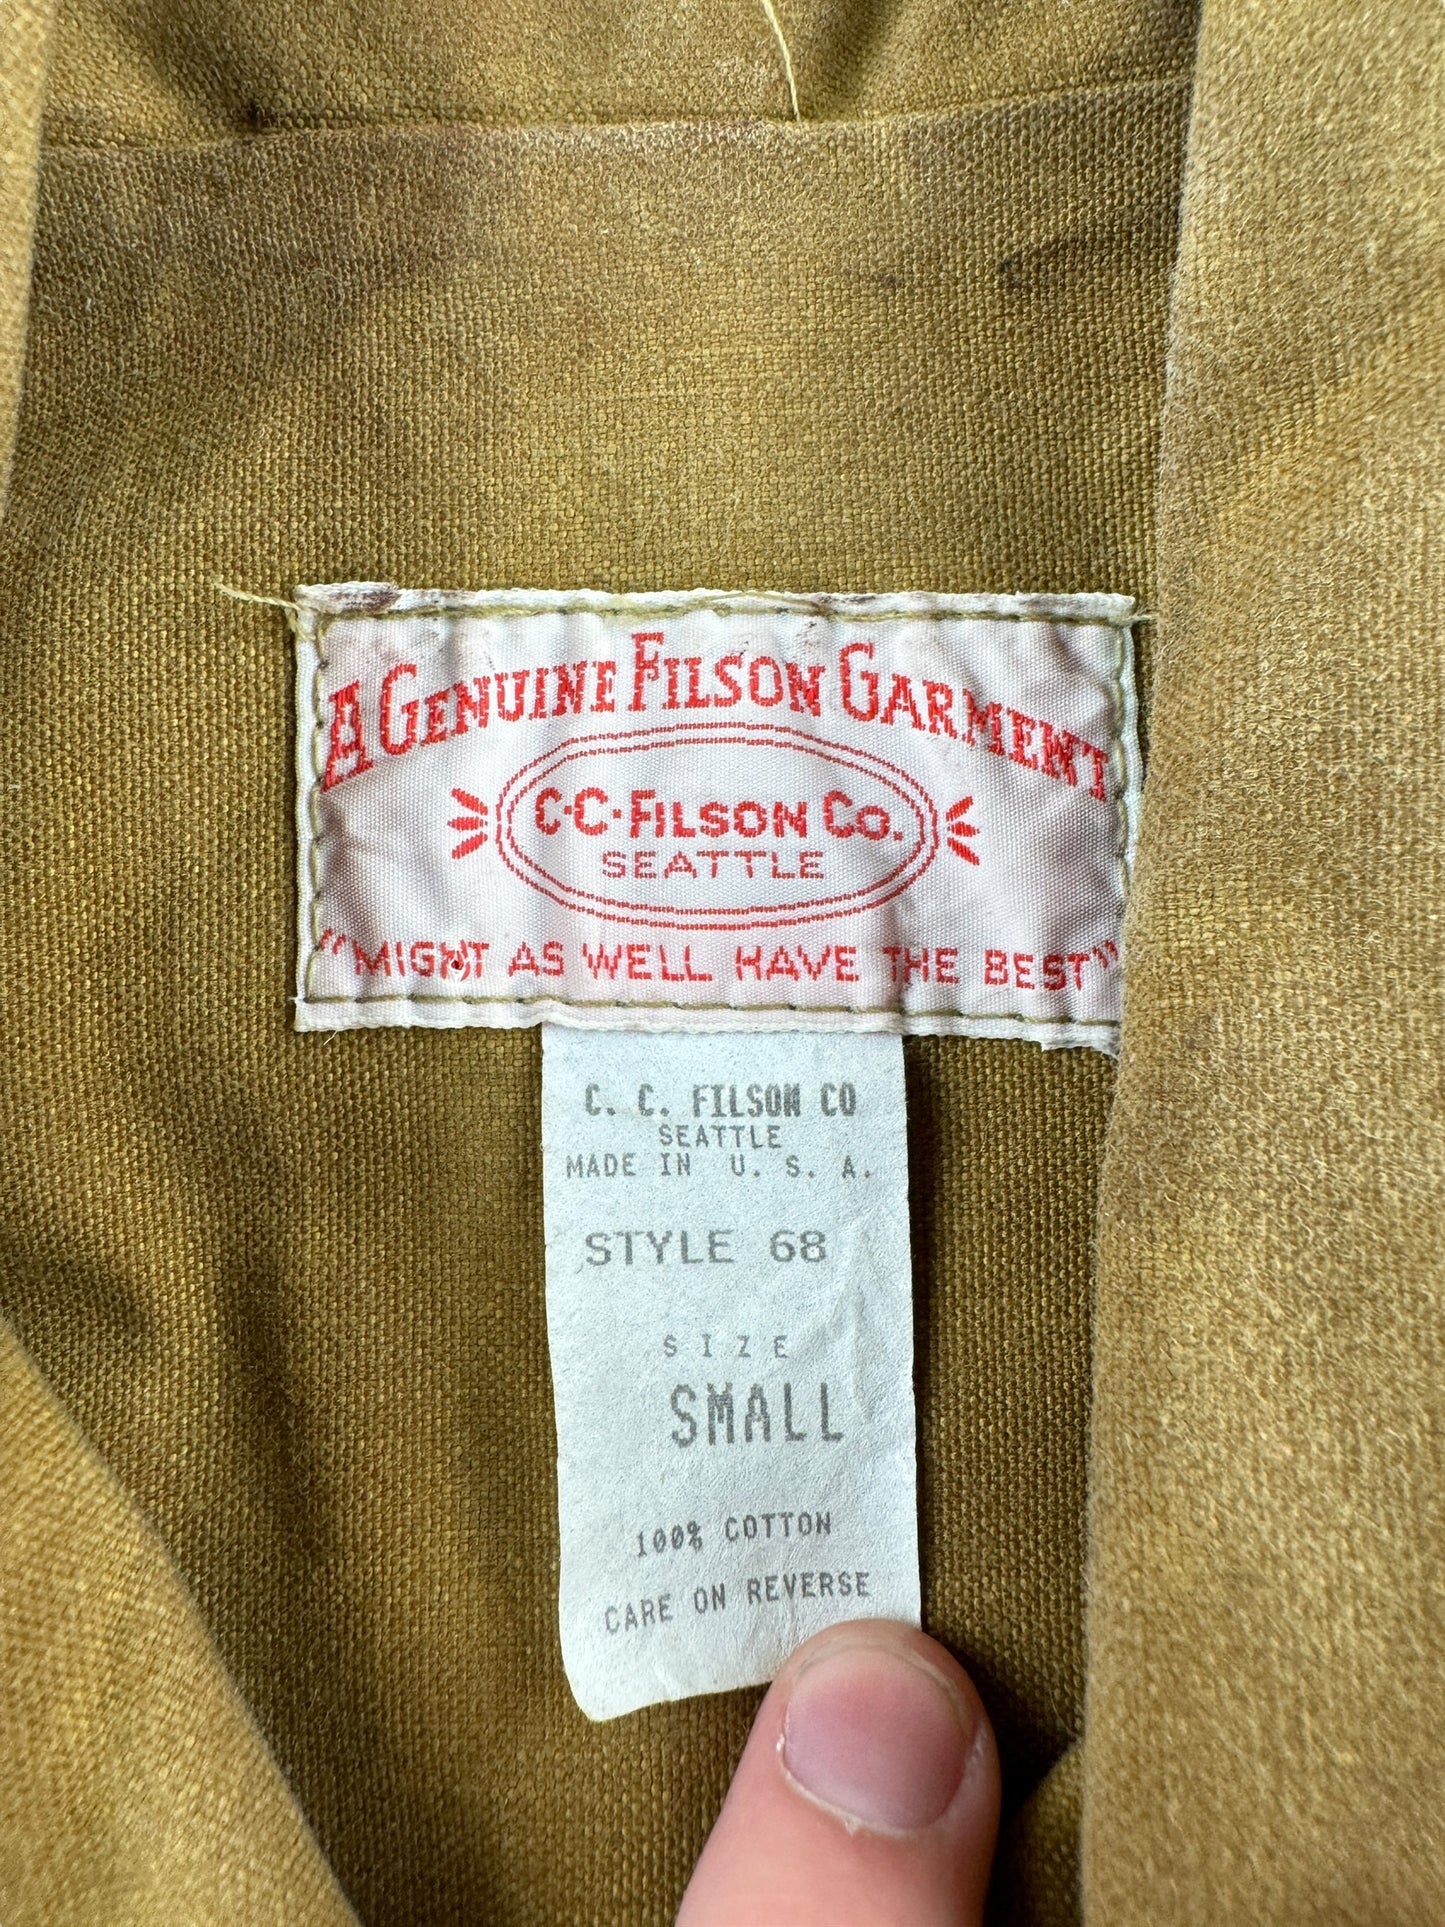 A GENUINE FILSON GARMENT
C·C·FILSON CO.
SEATTLE
"MIGHT AS WELL HAVE THE BEST"
C. C. FILSON CO
SEATTLE
MADE IN U. S. A.
STYLE 68
SIZE
SMALL
100% COTTON
CARE ON REVERSE